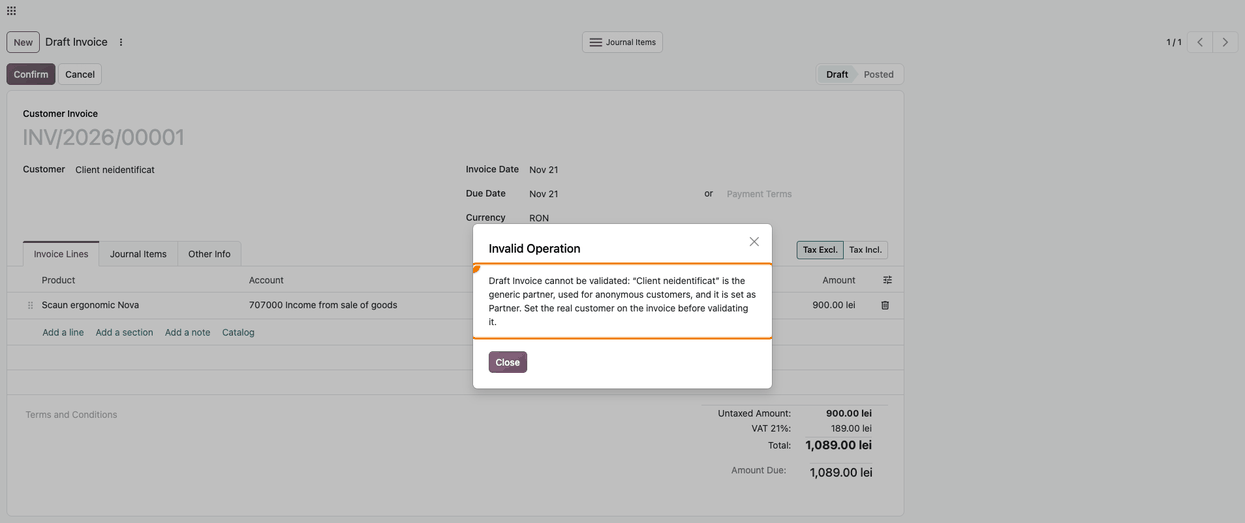 New Draft Invoice Journal Items 1 / 1
Confirm Cancel Draft Posted
Customer Invoice
INV/2026/00001
Customer Client neidentificat Invoice Date Nov 21
Due Date Nov 21 or Payment Terms
Currency RON
Invoice Lines Journal Items Other Info Tax Excl. Tax Incl.
Product Account Amount
Scaun ergonomic Nova 707000 Income from sale of goods 900.00 lei
Add a line Add a section Add a note Catalog
Invalid Operation
Draft Invoice cannot be validated: "Client neidentificat" is the
generic partner, used for anonymous customers, and it is set as
Partner. Set the real customer on the invoice before validating
it.
Close
Terms and Conditions
Untaxed Amount: 900.00 lei
VAT 21%: 189.00 lei
Total: 1,089.00 lei
Amount Due: 1,089.00 lei